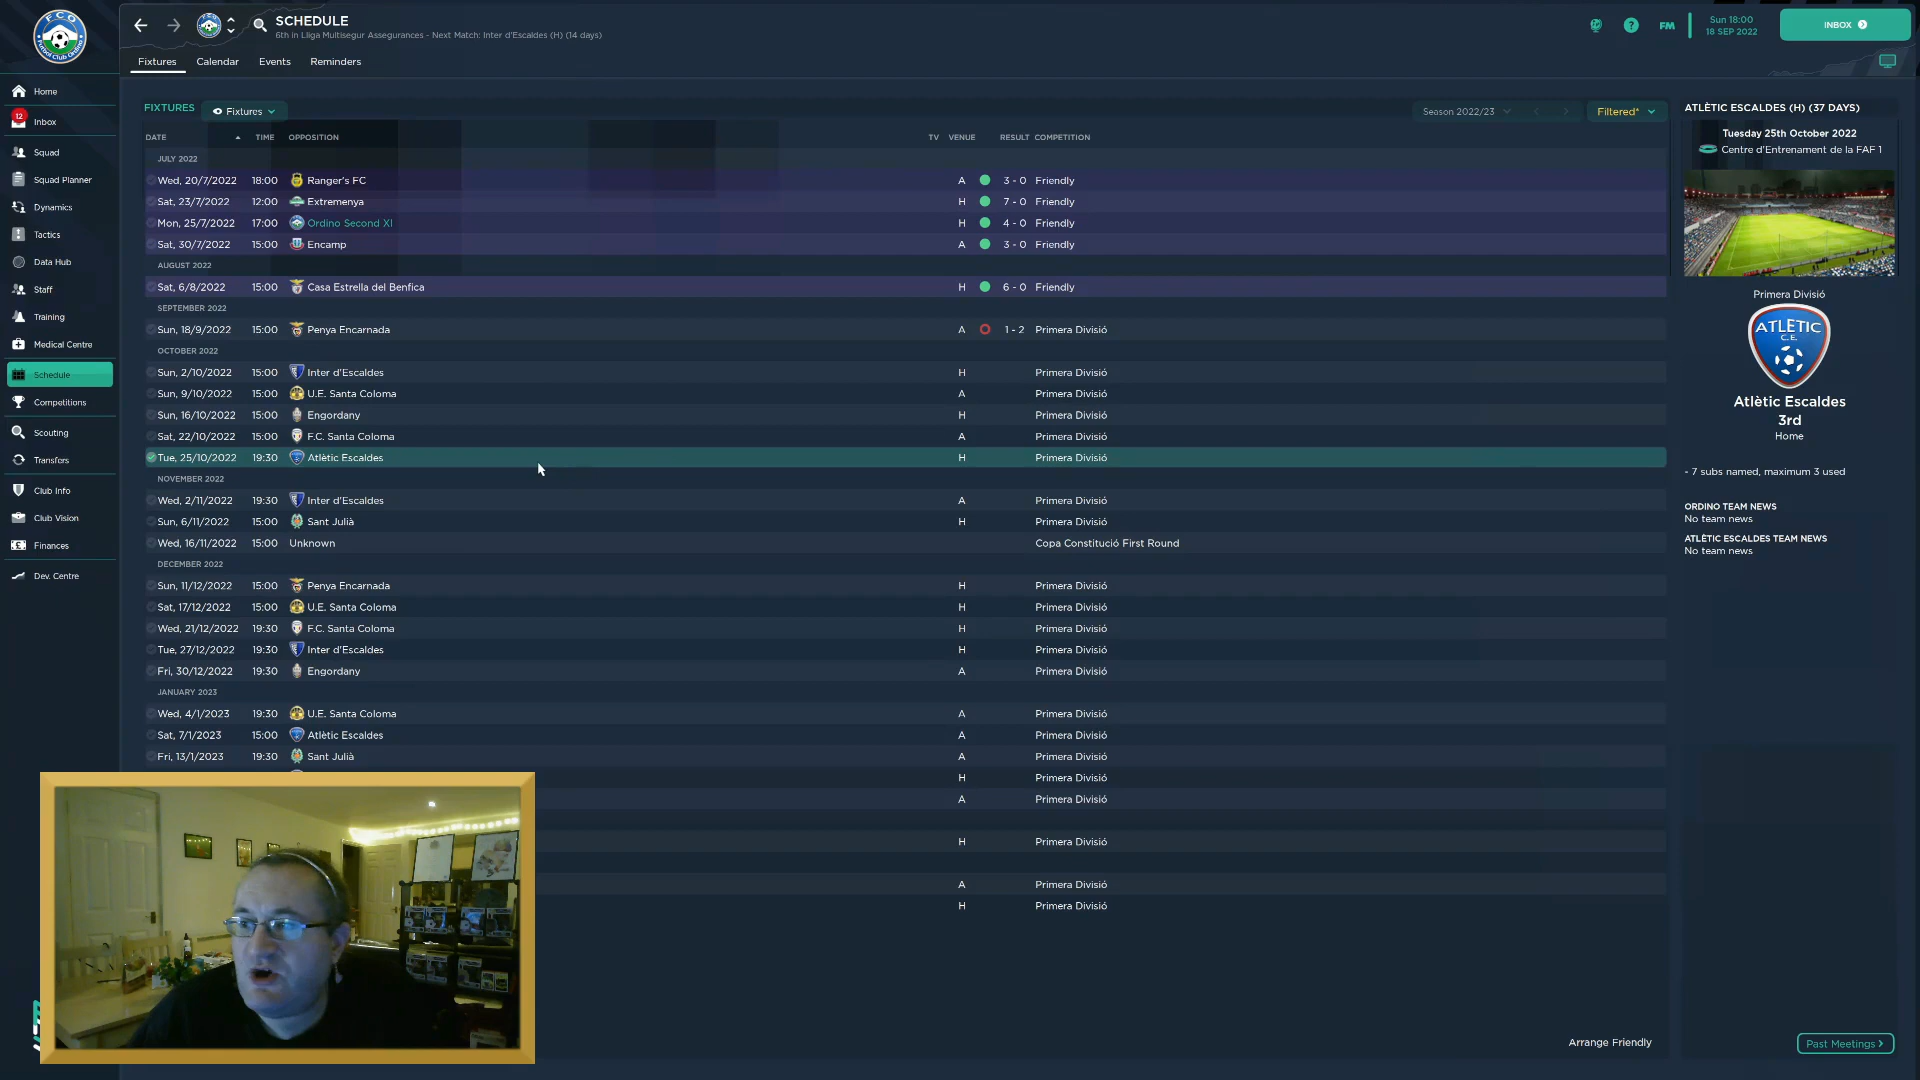 FCO
SCHEDULE
6th in Lliga Multisegur Assegurances - Next Match: Inter d'Escaldes (H) (14 days)
FM
Sun 18:00
18 SEP 2022
INBOX
Fixtures
Calendar
Events
Reminders
Home
12
Inbox
Squad
Squad Planner
Dynamics
Tactics
Data Hub
Staff
Training
Medical Centre
Schedule
Competitions
Scouting
Transfers
Club Info
Club Vision
Finances
Dev. Centre
FIXTURES
Fixtures
Season 2022/23
Filtered*
DATE TIME OPPOSITION TV VENUE RESULT COMPETITION
JULY 2022
Wed, 20/7/2022 18:00 Ranger's FC A 3 - 0 Friendly
Sat, 23/7/2022 12:00 Extremenya H 7 - 0 Friendly
Mon, 25/7/2022 17:00 Ordino Second XI H 4 - 0 Friendly
Sat, 30/7/2022 15:00 Encamp A 3 - 0 Friendly
AUGUST 2022
Sat, 6/8/2022 15:00 Casa Estrella del Benfica H 6 - 0 Friendly
SEPTEMBER 2022
Sun, 18/9/2022 15:00 Penya Encarnada A 1 - 2 Primera Divisió
OCTOBER 2022
Sun, 2/10/2022 15:00 Inter d'Escaldes H Primera Divisió
Sun, 9/10/2022 15:00 U.E. Santa Coloma A Primera Divisió
Sun, 16/10/2022 15:00 Engordany H Primera Divisió
Sat, 22/10/2022 15:00 F.C. Santa Coloma A Primera Divisió
Tue, 25/10/2022 19:30 Atlètic Escaldes H Primera Divisió
NOVEMBER 2022
Wed, 2/11/2022 19:30 Inter d'Escaldes A Primera Divisió
Sun, 6/11/2022 15:00 Sant Julià H Primera Divisió
Wed, 16/11/2022 15:00 Unknown Copa Constitució First Round
DECEMBER 2022
Sun, 11/12/2022 15:00 Penya Encarnada H Primera Divisió
Sat, 17/12/2022 15:00 U.E. Santa Coloma H Primera Divisió
Wed, 21/12/2022 19:30 F.C. Santa Coloma H Primera Divisió
Tue, 27/12/2022 19:30 Inter d'Escaldes H Primera Divisió
Fri, 30/12/2022 19:30 Engordany A Primera Divisió
JANUARY 2023
Wed, 4/1/2023 19:30 U.E. Santa Coloma A Primera Divisió
Sat, 7/1/2023 15:00 Atlètic Escaldes A Primera Divisió
Fri, 13/1/2023 19:30 Sant Julià A Primera Divisió
H Primera Divisió
A Primera Divisió
H Primera Divisió
A Primera Divisió
H Primera Divisió
Arrange Friendly
ATLÈTIC ESCALDES (H) (37 DAYS)
Tuesday 25th October 2022
Centre d'Entrenament de la FAF 1
Primera Divisió
ATLÈTIC
C.E.
Atlètic Escaldes
3rd
Home
- 7 subs named, maximum 3 used
ORDINO TEAM NEWS
No team news
ATLÈTIC ESCALDES TEAM NEWS
No team news
Past Meetings